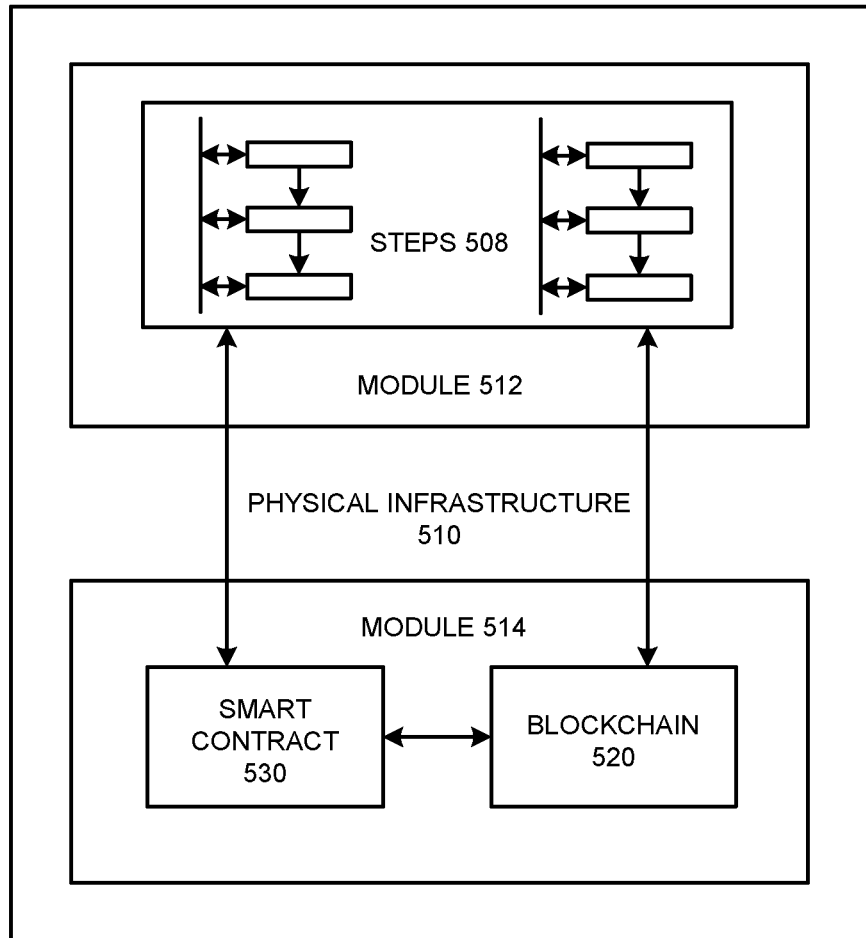 STEPS 508
MODULE 512
PHYSICAL INFRASTRUCTURE
510
MODULE 514
SMART
CONTRACT
530
BLOCKCHAIN
520